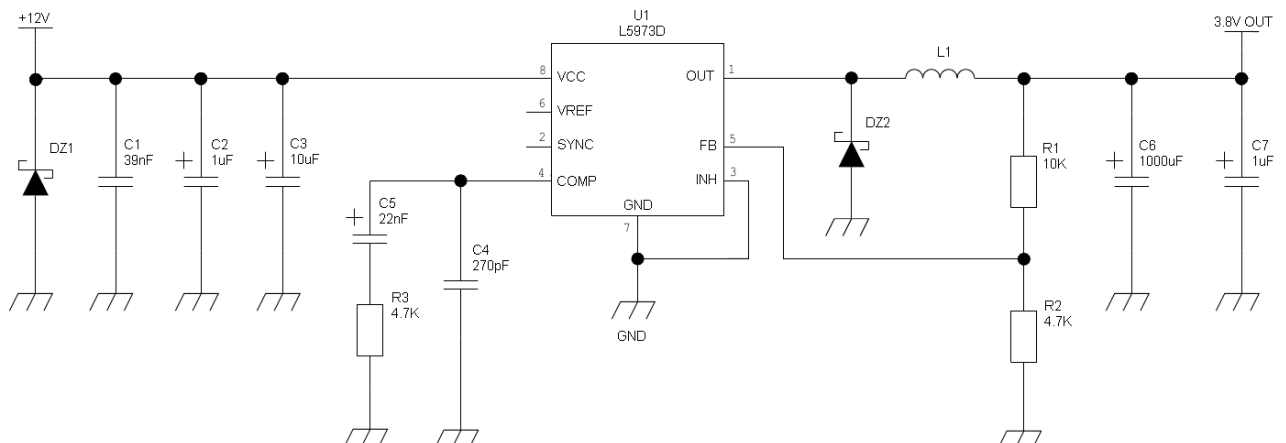 +12V
U1
L5973D
3.8V OUT
L1
8
VCC
OUT
1
6
VREF
DZ1
C1
39nF
C2
1uF
C3
10uF
2
SYNC
FB
5
DZ2
R1
10K
C6
1000uF
C7
1uF
4
COMP
INH
3
C5
22nF
GND
7
C4
270pF
R3
4.7K
R2
4.7K
GND